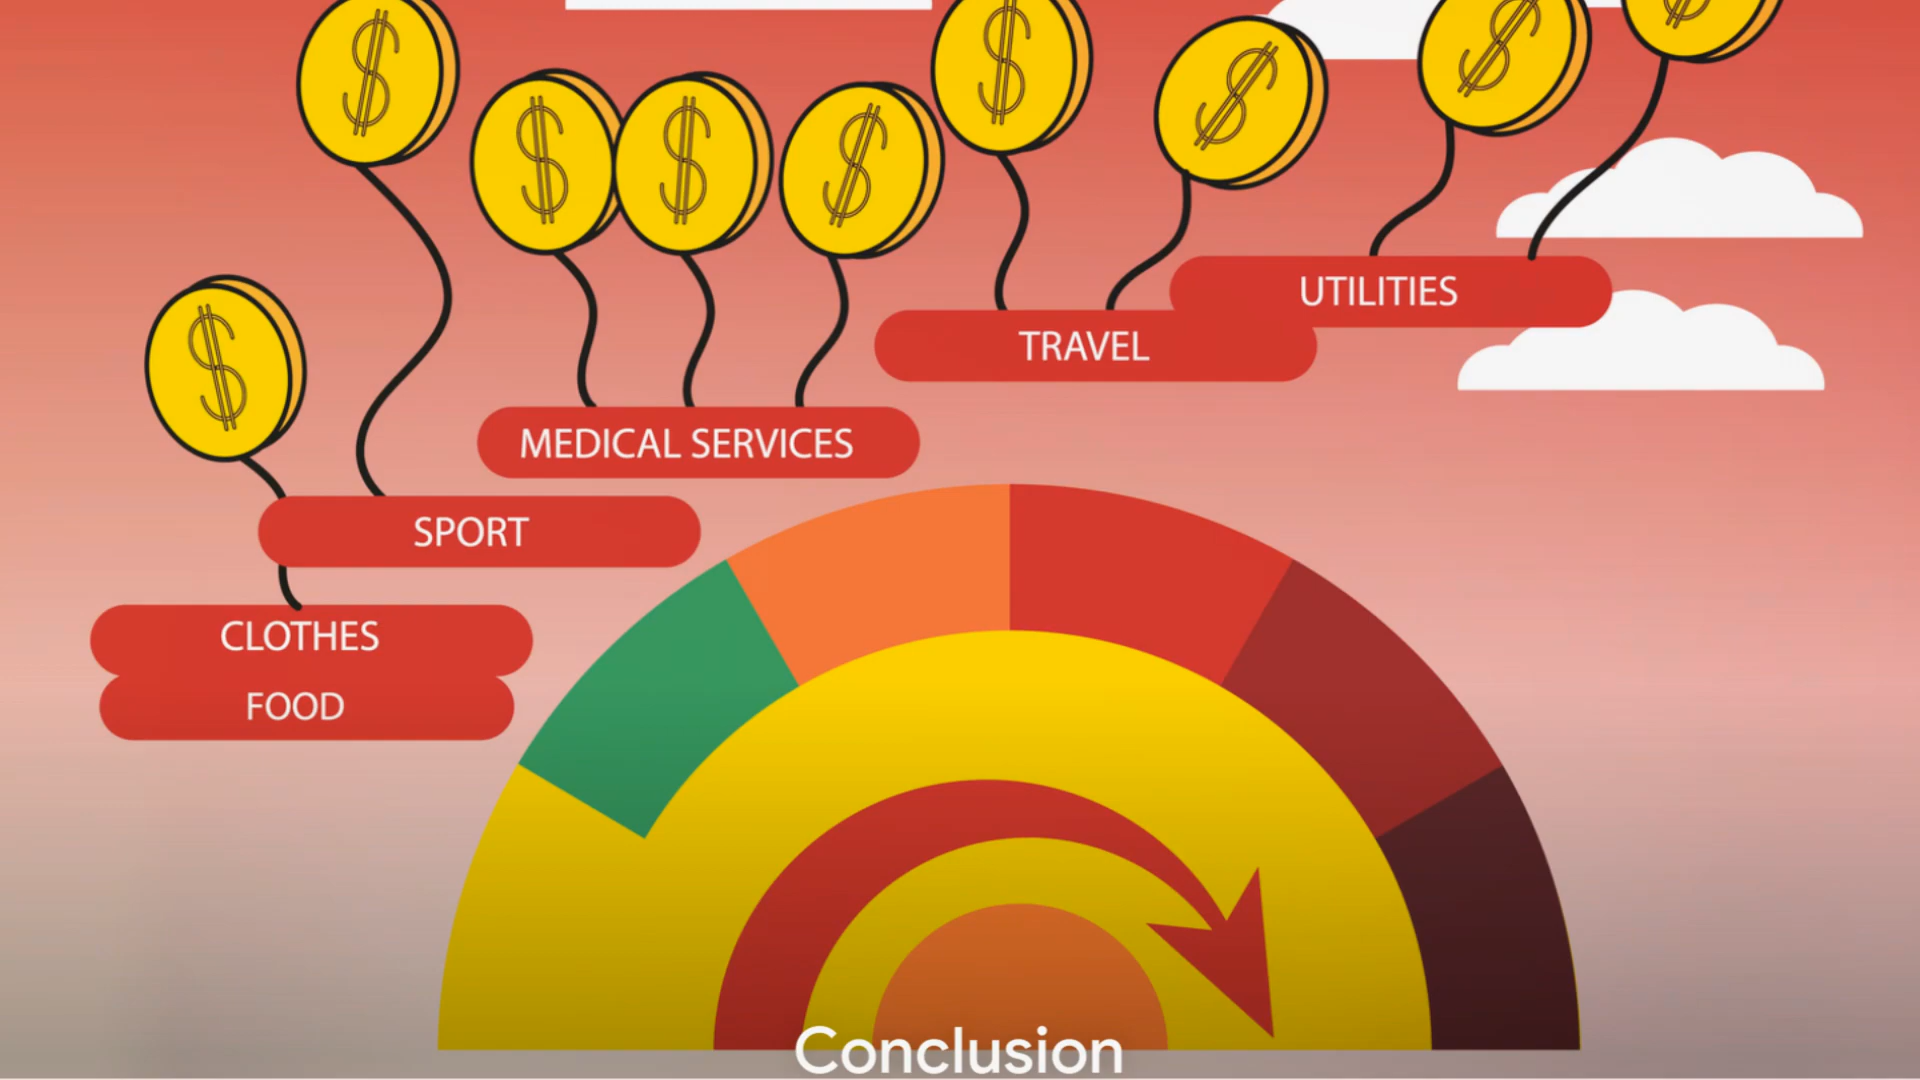 UTILITIES
TRAVEL
MEDICAL SERVICES
SPORT
CLOTHES
FOOD
Conclusion